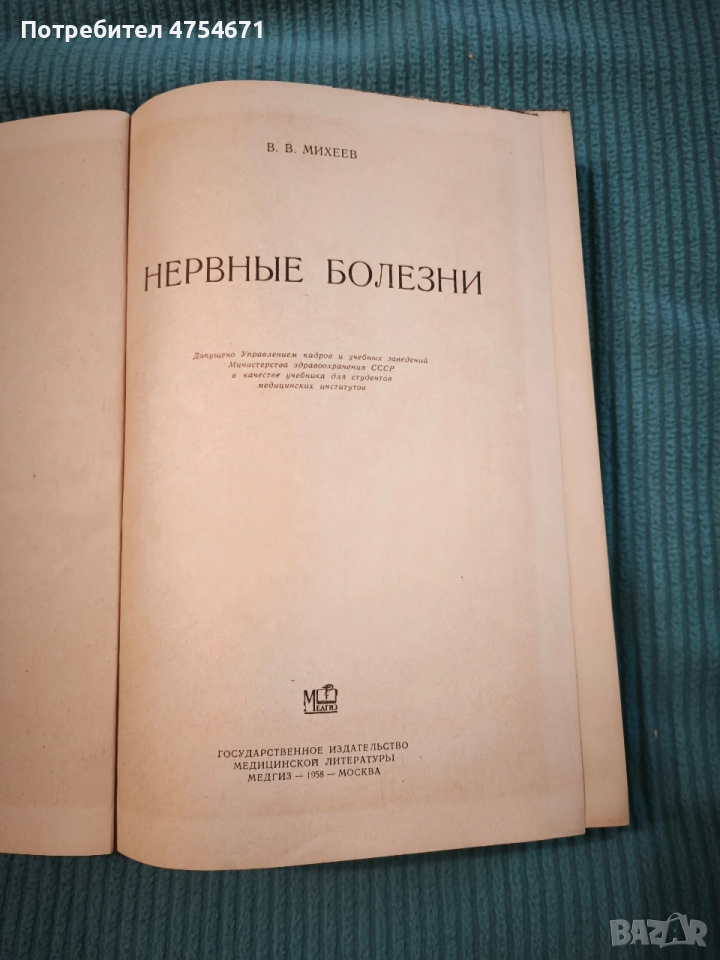 Потребител 4754671
В. В. МИХЕЕВ
НЕРВНЫЕ БОЛЕЗНИ
Допущено Управлением кадров и учебных заведений
Министерства здравоохранения СССР
в качестве учебника для студентов
медицинских институтов
МЕДГИЗ
ГОСУДАРСТВЕННОЕ ИЗДАТЕЛЬСТВО
МЕДИЦИНСКОЙ ЛИТЕРАТУРЫ
МЕДГИЗ — 1958 — МОСКВА
BAZAR